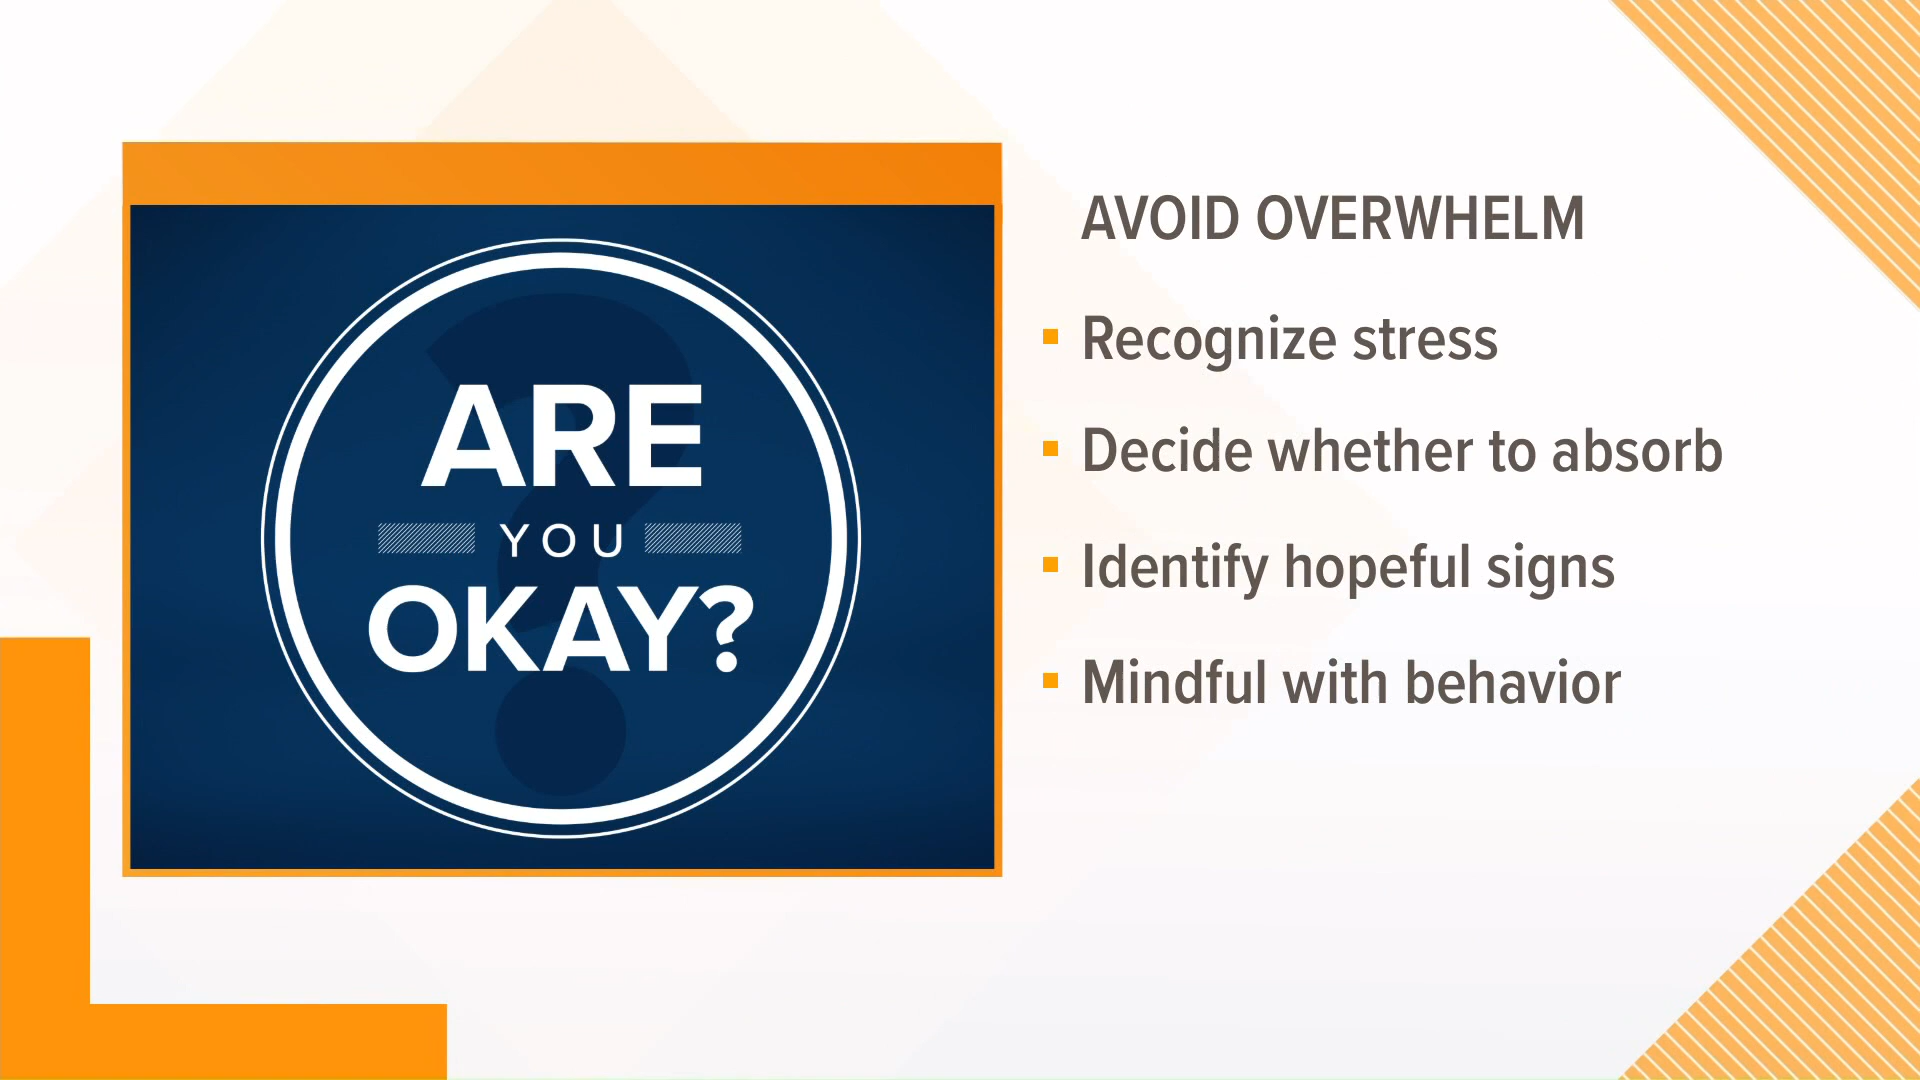 ARE
YOU
OKAY?
AVOID OVERWHELM
Recognize stress
Decide whether to absorb
Identify hopeful signs
Mindful with behavior